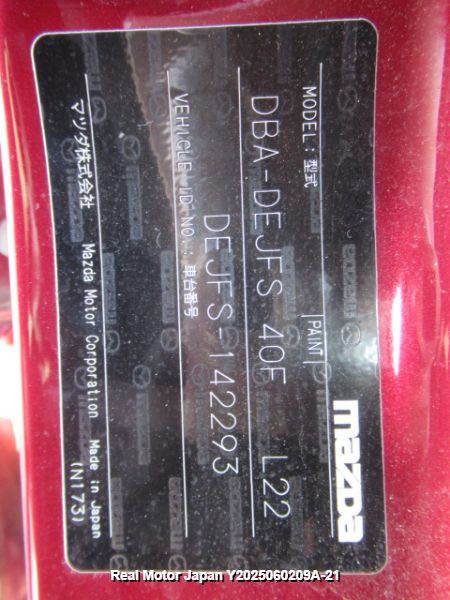 mazda
MODEL：型式 PAINT
DBA-DEJFS 40F L22
VEHICLE ID NO.：車台番号
DEJFS-142293
マツダ株式会社 Mazda Motor Corporation Made in Japan
(N173)
Real Motor Japan Y2025060209A-21